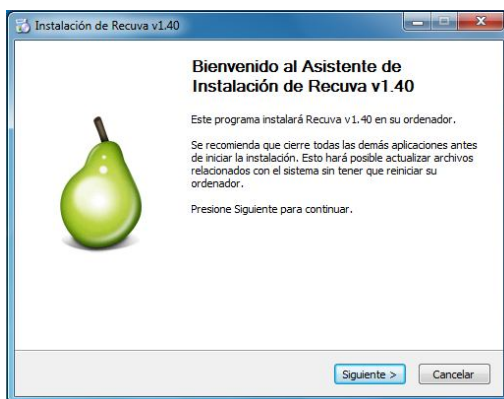 Instalación de Recuva v1.40
Bienvenido al Asistente de
Instalación de Recuva v1.40
Este programa instalará Recuva v1.40 en su ordenador.
Se recomienda que cierre todas las demás aplicaciones antes
de iniciar la instalación. Esto hará posible actualizar archivos
relacionados con el sistema sin tener que reiniciar su
ordenador.
Presione Siguiente para continuar.
Siguiente >
Cancelar